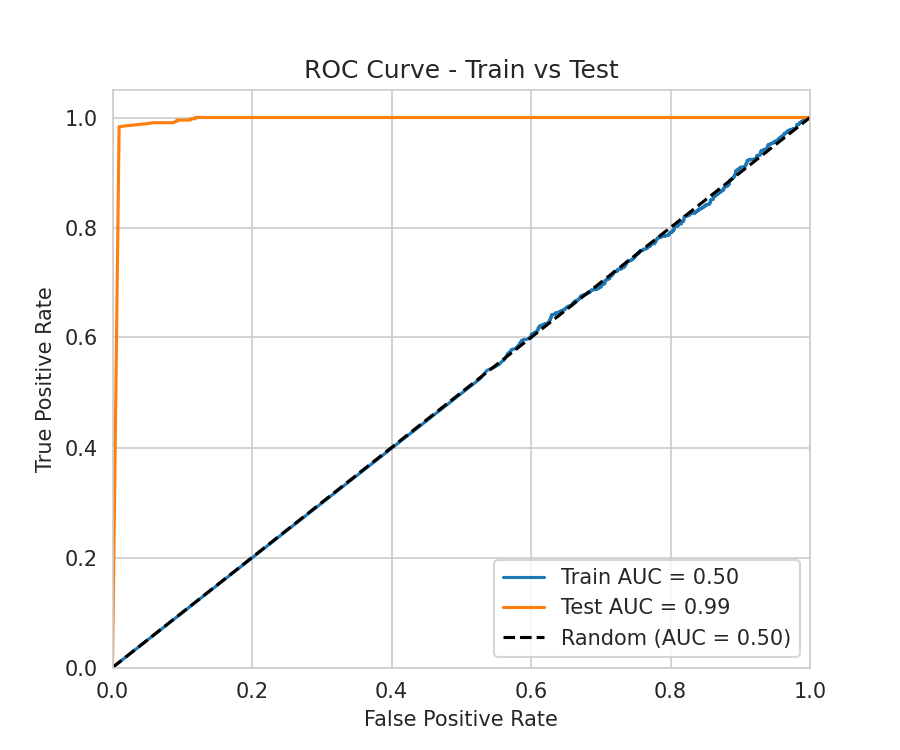 ROC Curve - Train vs Test
True Positive Rate
1.0
0.8
0.6
0.4
0.2
0.0
Train AUC = 0.50
Test AUC = 0.99
Random (AUC = 0.50)
0.0 0.2 0.4 0.6 0.8 1.0
False Positive Rate